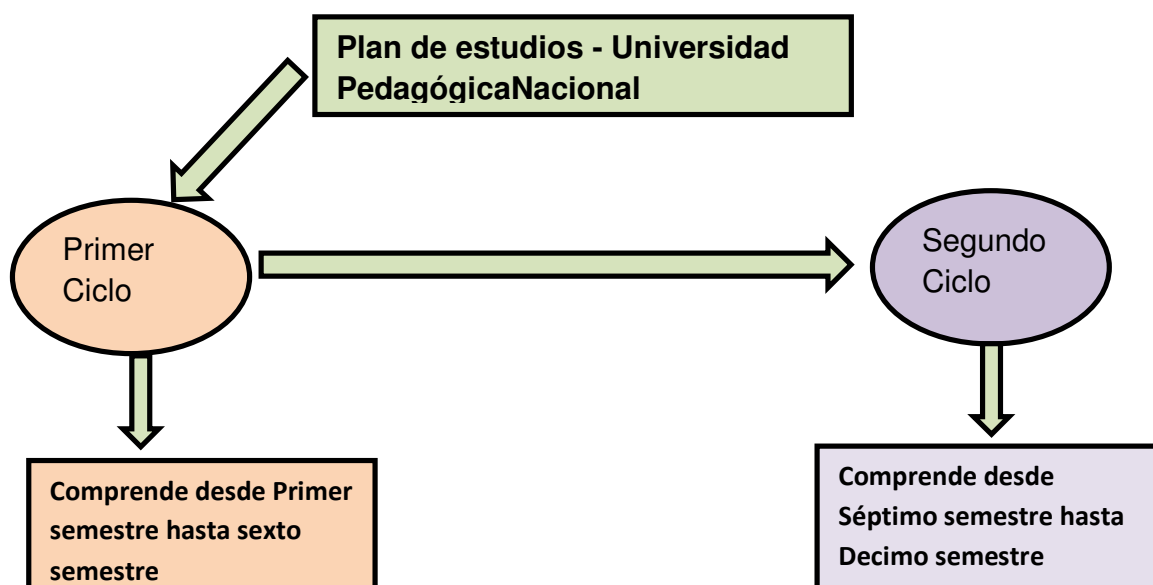 Plan de estudios - Universidad
PedagógicaNacional
Primer
Ciclo
Segundo
Ciclo
Comprende desde Primer
semestre hasta sexto
semestre
Comprende desde
Séptimo semestre hasta
Decimo semestre